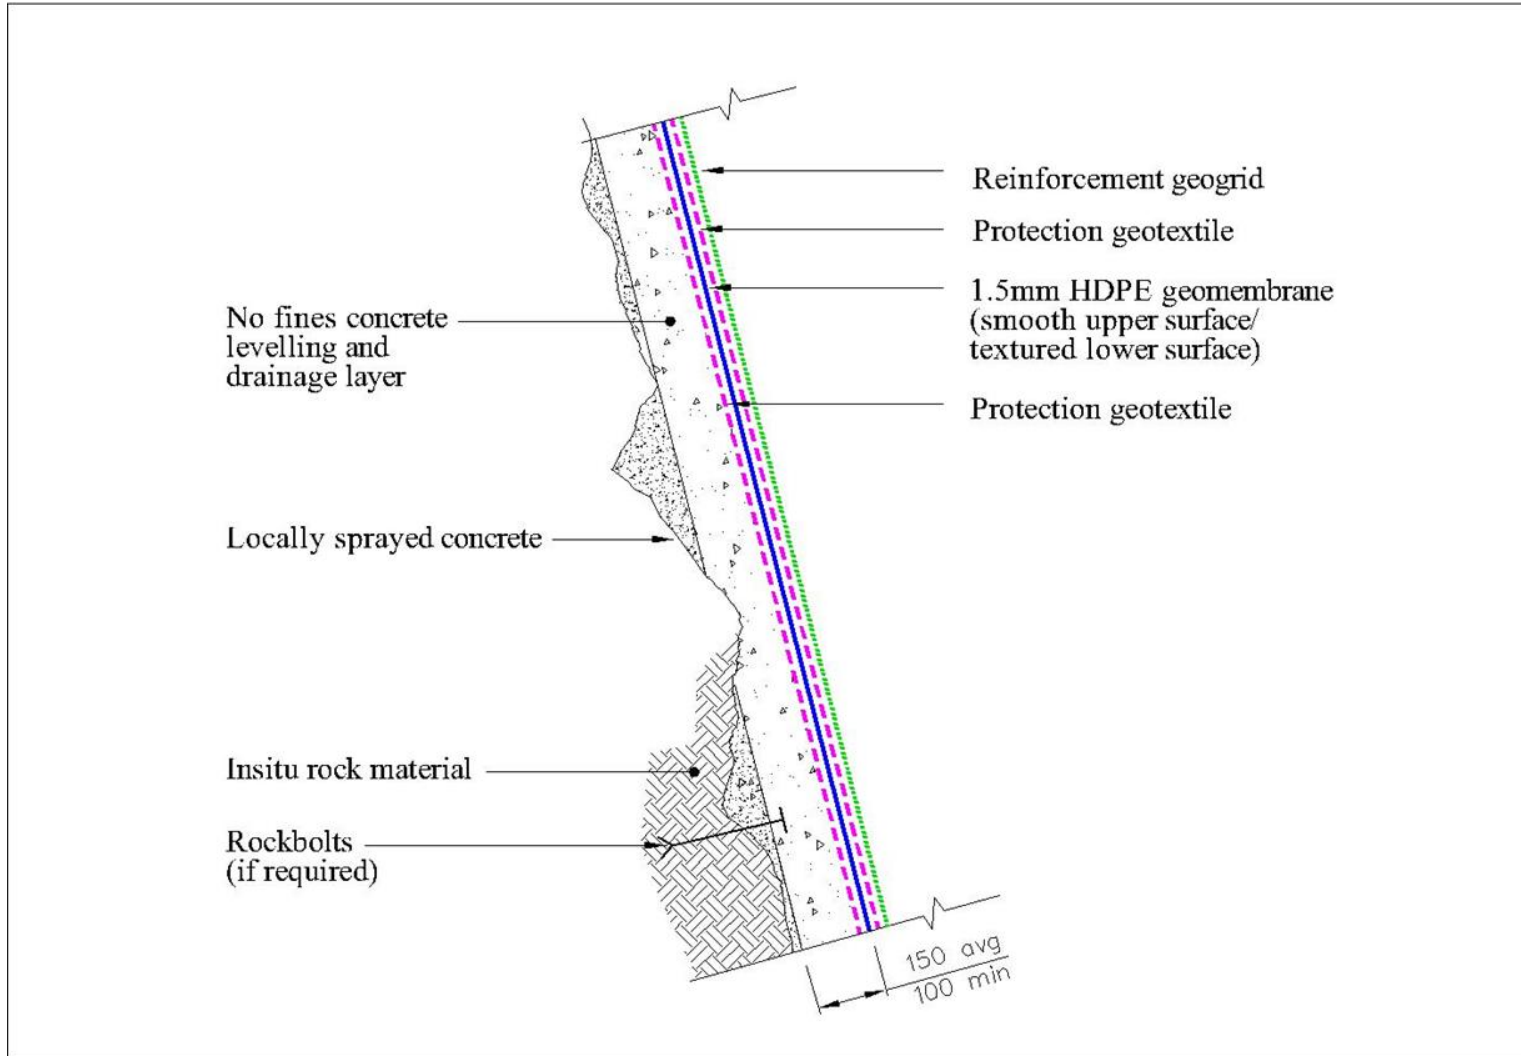 Reinforcement geogrid
Protection geotextile
1.5mm HDPE geomembrane
(smooth upper surface/
textured lower surface)
Protection geotextile
No fines concrete
levelling and
drainage layer
Locally sprayed concrete
Insitu rock material
Rockbolts
(if required)
150 avg
100 min